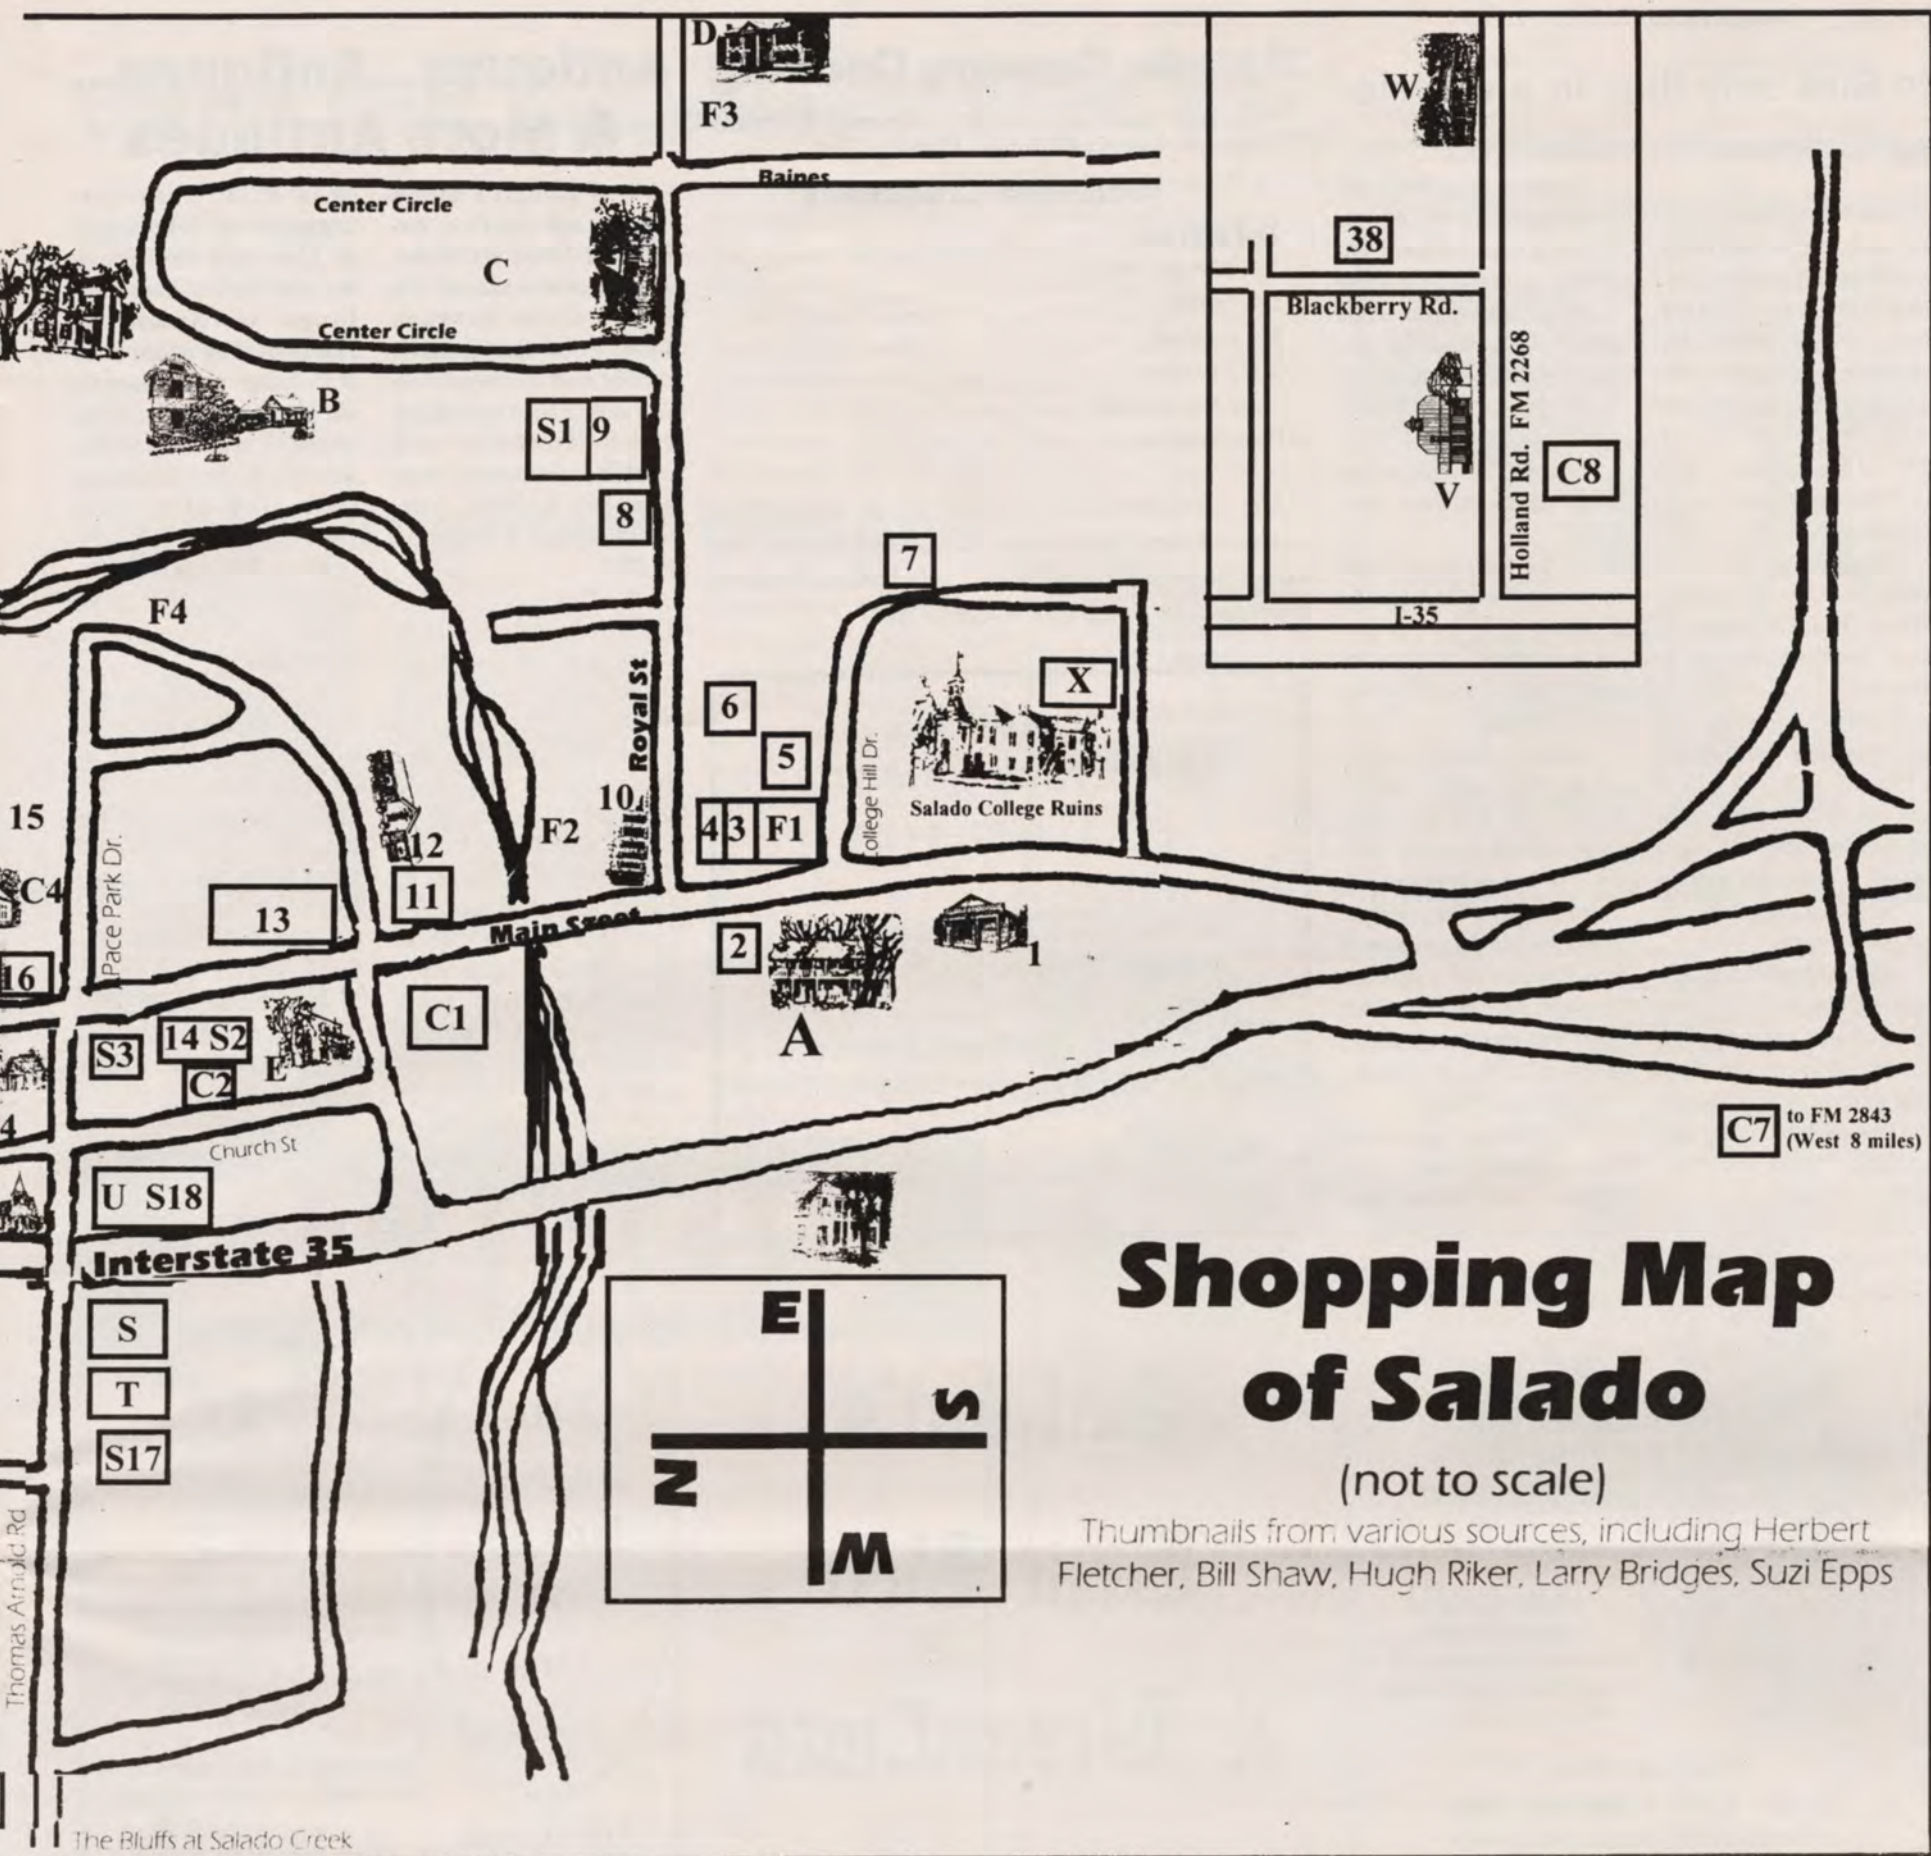 D
W
F3
Baines
Center Circle
38
C
Blackberry Rd.
Center Circle
B
Holland Rd. FM 2268
S1 9
C8
V
8
7
F4
I-35
Royal St
X
6
5
College Hill Dr.
10
Salado College Ruins
15
4 3 F1
F2
Pace Park Dr.
12
C4
11
13
Main Street
2
1
16
C1
A
14 S2
S3
E
C2
4
C7
to FM 2843
(West 8 miles)
Church St
U S18
Interstate 35
Shopping Map
of Salado
(not to scale)
Thumbnails from various sources, including Herbert
Fletcher, Bill Shaw, Hugh Riker, Larry Bridges, Suzi Epps
E
S
N
W
S
T
S17
Thomas Arnold Rd
The Bluffs at Salado Creek